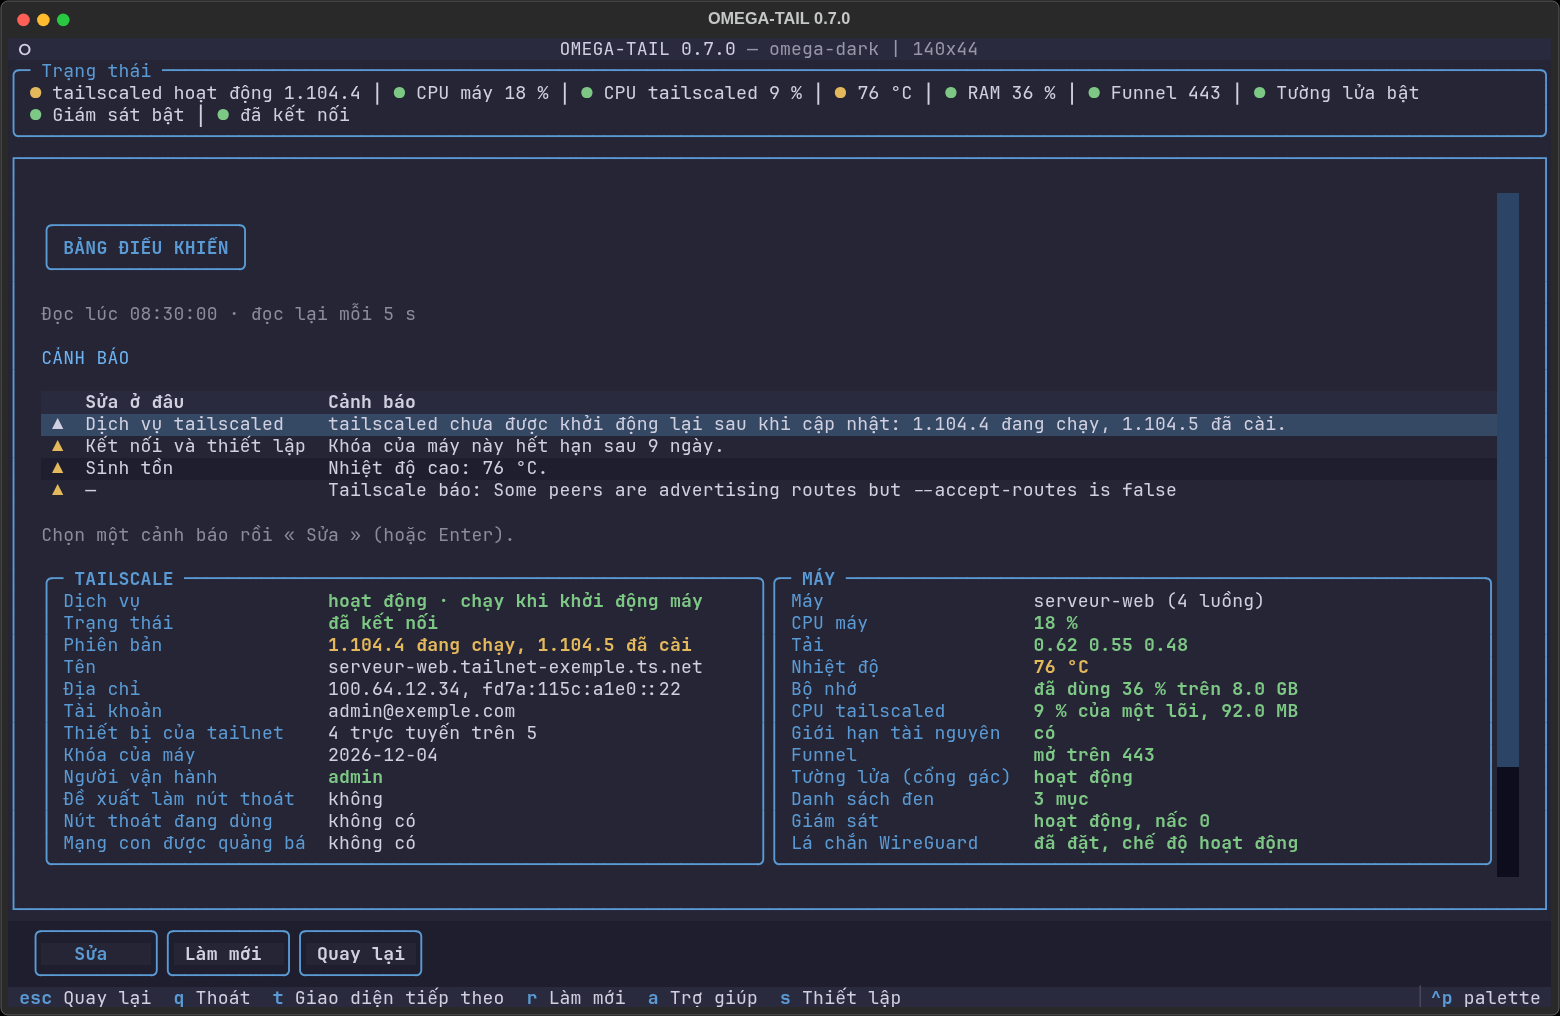 OMEGA-TAIL 0.7.0
OMEGA-TAIL 0.7.0 — omega-dark | 140x44
Trạng thái
tailscaled hoạt động 1.104.4 │ CPU máy 18 % │ CPU tailscaled 9 % │ 76 °C │ RAM 36 % │ Funnel 443 │ Tường lửa bật
Giám sát bật │ đã kết nối
BẢNG ĐIỀU KHIỂN
Đọc lúc 08:30:00 · đọc lại mỗi 5 s
CẢNH BÁO
Sửa ở đâu Cảnh báo
▲ Dịch vụ tailscaled tailscaled chưa được khởi động lại sau khi cập nhật: 1.104.4 đang chạy, 1.104.5 đã cài.
▲ Kết nối và thiết lập Khóa của máy này hết hạn sau 9 ngày.
▲ Sinh tồn Nhiệt độ cao: 76 °C.
▲ — Tailscale báo: Some peers are advertising routes but --accept-routes is false
Chọn một cảnh báo rồi « Sửa » (hoặc Enter).
TAILSCALE
Dịch vụ hoạt động · chạy khi khởi động máy
Trạng thái đã kết nối
Phiên bản 1.104.4 đang chạy, 1.104.5 đã cài
Tên serveur-web.tailnet-exemple.ts.net
Địa chỉ 100.64.12.34, fd7a:115c:a1e0::22
Tài khoản admin@exemple.com
Thiết bị của tailnet 4 trực tuyến trên 5
Khóa của máy 2026-12-04
Người vận hành admin
Đề xuất làm nút thoát không
Nút thoát đang dùng không có
Mạng con được quảng bá không có
MÁY
Máy serveur-web (4 luồng)
CPU máy 18 %
Tải 0.62 0.55 0.48
Nhiệt độ 76 °C
Bộ nhớ đã dùng 36 % trên 8.0 GB
CPU tailscaled 9 % của một lõi, 92.0 MB
Giới hạn tài nguyên có
Funnel mở trên 443
Tường lửa (cổng gác) hoạt động
Danh sách đen 3 mục
Giám sát hoạt động, nấc 0
Lá chắn WireGuard đã đặt, chế độ hoạt động
Sửa Làm mới Quay lại
esc Quay lại q Thoát t Giao diện tiếp theo r Làm mới a Trợ giúp s Thiết lập ^p palette